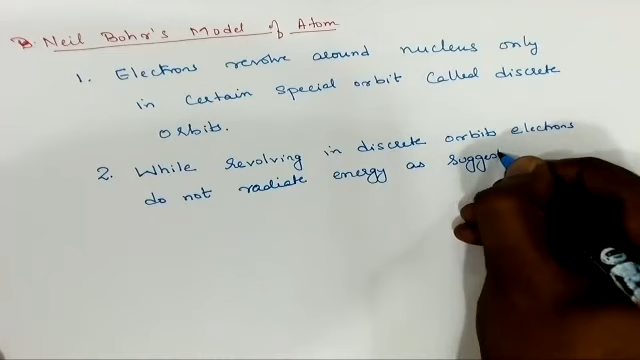 B. Neil Bohr's Model of Atom
1. Electrons revolve around nucleus only
in certain special orbit called discrete
orbits.
2. While revolving in discrete orbits electrons
do not radiate energy as sugges